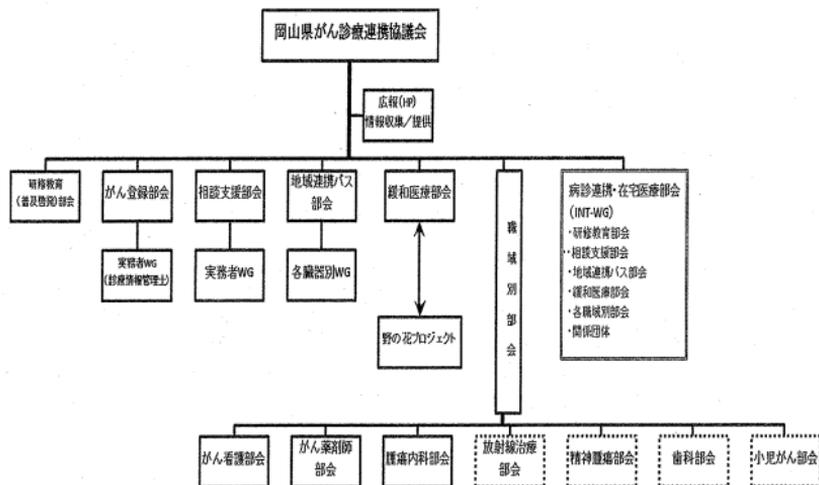 岡山県がん診療連携協議会
広報(HP)
情報収集/提供
研修教育
(普及啓発)部会
がん登録部会
相談支援部会
地域連携パス
部会
緩和医療部会
職域別部会
病診連携・在宅医療部会
(INT-WG)
・研修教育部会
・相談支援部会
・地域連携パス部会
・緩和医療部会
・各職域別部会
・関係団体
実務者WG
(診療情報管理士)
実務者WG
各臓器別WG
野の花プロジェクト
がん看護部会
がん薬剤師
部会
腫瘍内科部会
放射線治療
部会
精神腫瘍部会
歯科部会
小児がん部会